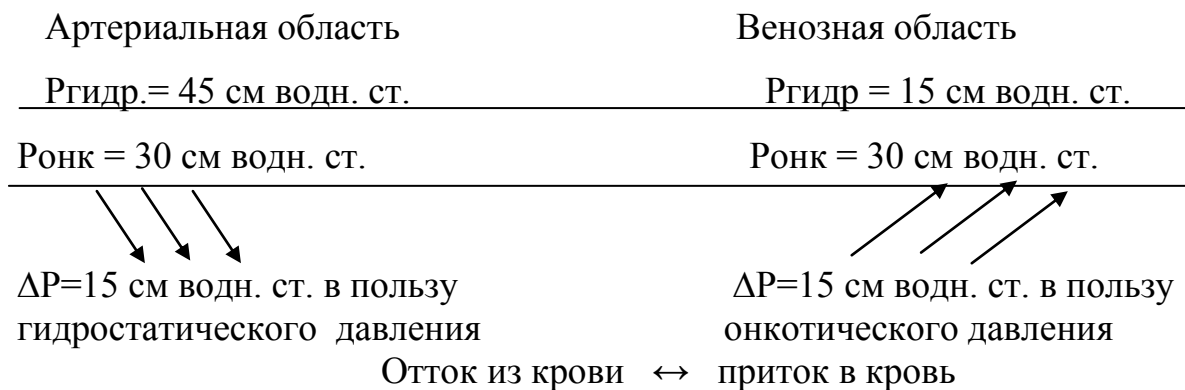 Артериальная область Венозная область
Ргидр.= 45 см водн. ст. Ргидр = 15 см водн. ст.
Ронк = 30 см водн. ст. Ронк = 30 см водн. ст.
∆Р=15 см водн. ст. в пользу ∆Р=15 см водн. ст. в пользу
гидростатического давления онкотического давления
Отток из крови ↔ приток в кровь